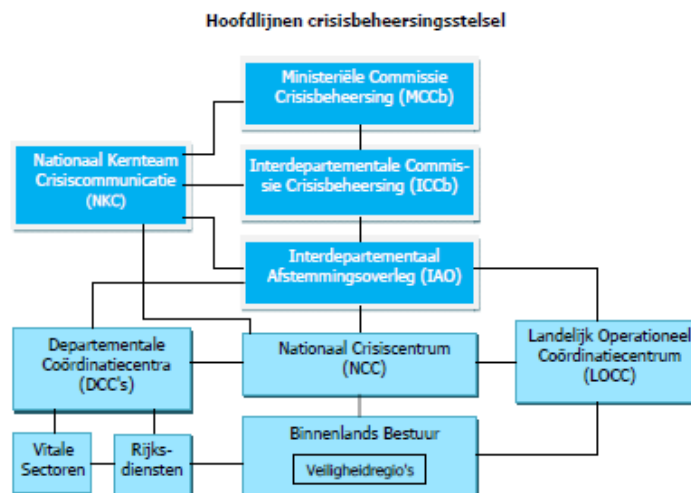 Hoofdlijnen crisisbeheersingsstelsel
Ministeriële Commissie
Crisisbeheersing (MCCb)
Nationaal Kernteam
Crisiscommunicatie
(NKC)
Interdepartementale Commis-
sie Crisisbeheersing (ICCb)
Interdepartementaal
Afstemmingsoverleg (IAO)
Departementale
Coördinatiecentra
(DCC's)
Nationaal Crisiscentrum
(NCC)
Landelijk Operationeel
Coördinatiecentrum
(LOCC)
Vitale
Sectoren
Rijks-
diensten
Binnenlands Bestuur
Veiligheidregio's